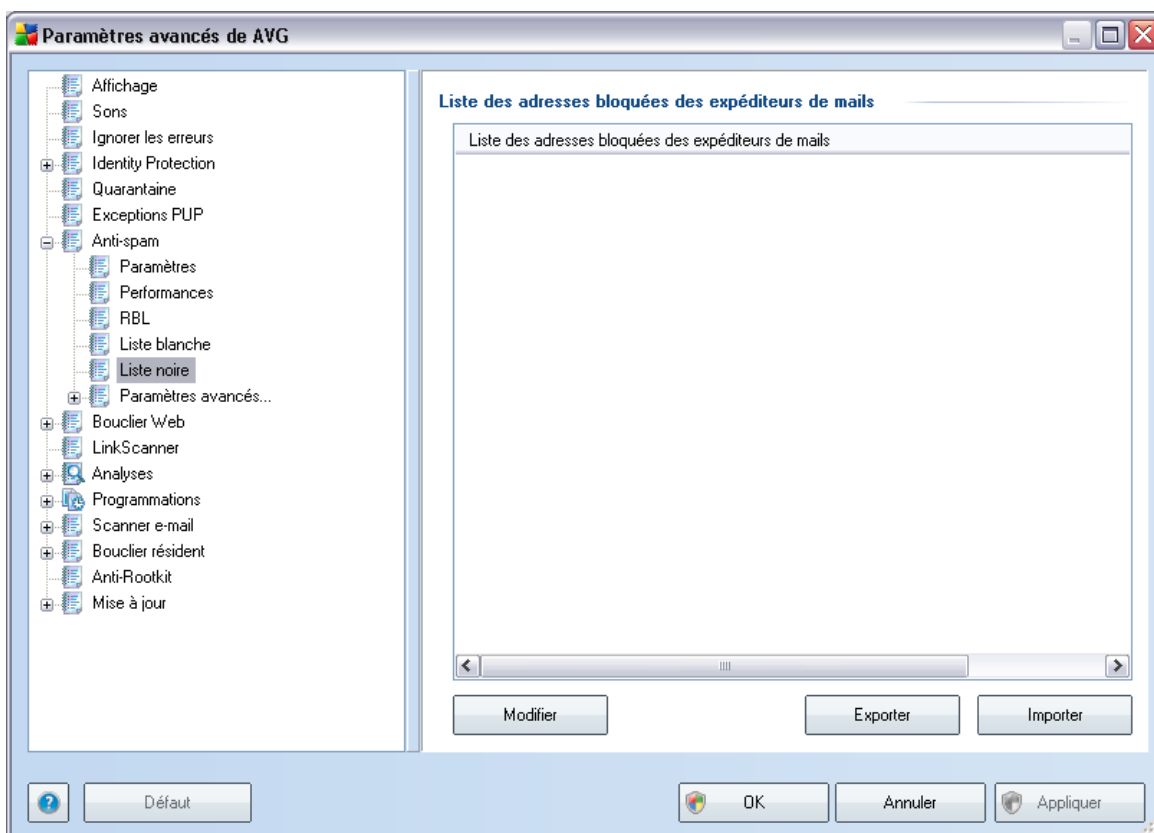 Paramètres avancés de AVG
Affichage
Sons
Ignorer les erreurs
Identity Protection
Quarantaine
Exceptions PUP
Anti-spam
Paramètres
Performances
RBL
Liste blanche
Liste noire
Paramètres avancés...
Bouclier Web
LinkScanner
Analyses
Programmations
Scanner e-mail
Bouclier résident
Anti-Rootkit
Mise à jour
Liste des adresses bloquées des expéditeurs de mails
Liste des adresses bloquées des expéditeurs de mails
Modifier
Exporter
Importer
Défaut
OK
Annuler
Appliquer